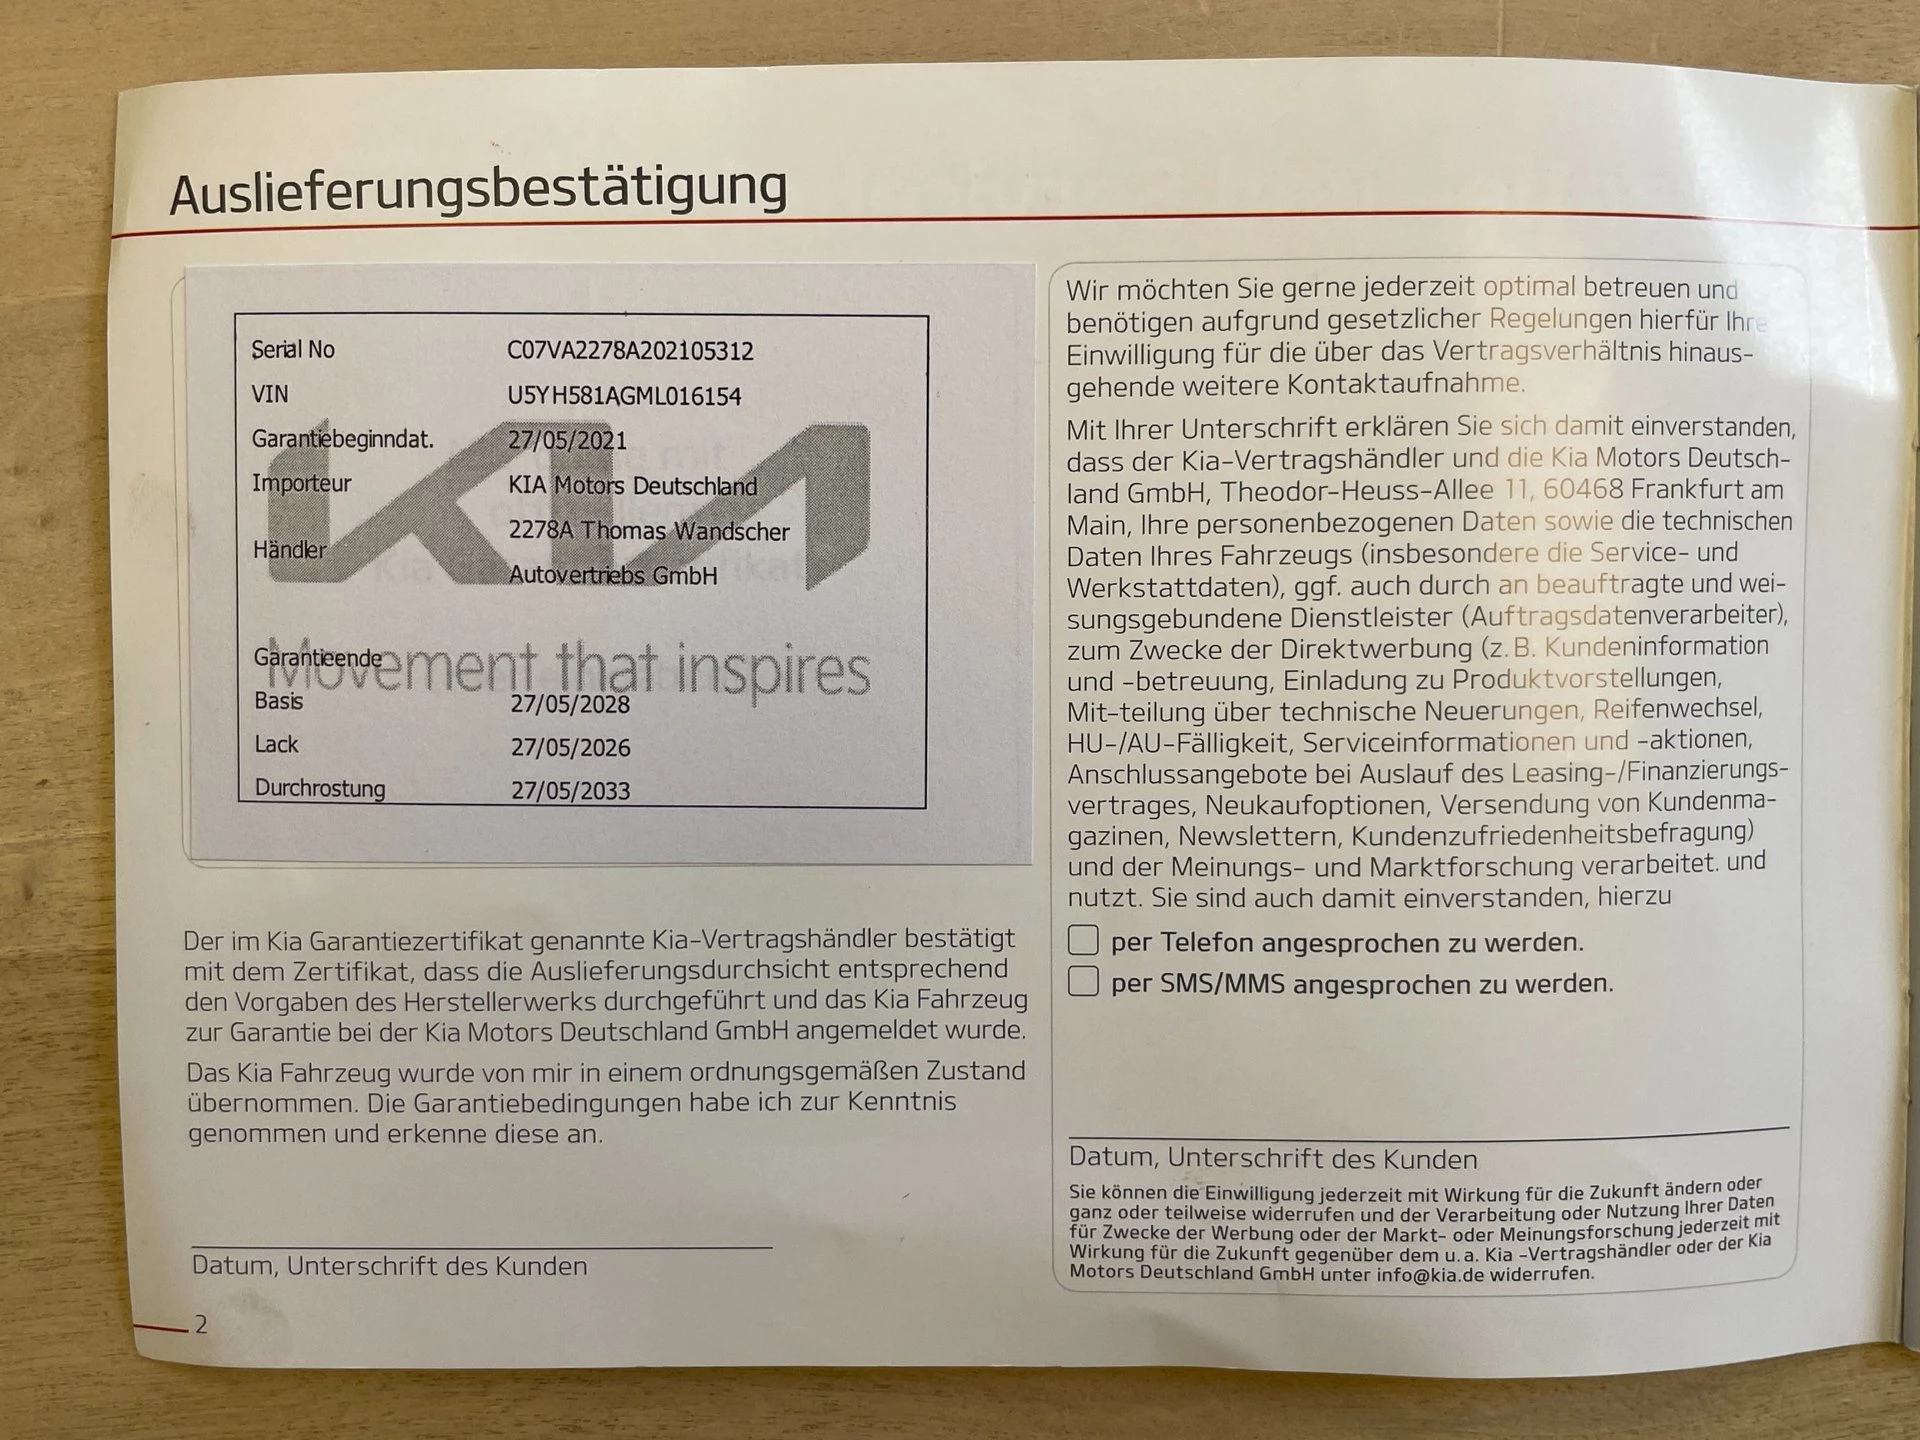 Auslieferungsbestätigung
Serial No C07VA2278A202105312
VIN U5YH581AGML016154
Garantiebeginndat. 27/05/2021
Importeur KIA Motors Deutschland
Händler 2278A Thomas Wandscher
Autovertriebs GmbH
KIA
Movement that inspires
Garantieende
Basis 27/05/2028
Lack 27/05/2026
Durchrostung 27/05/2033
Der im Kia Garantiezertifikat genannte Kia-Vertragshändler bestätigt
mit dem Zertifikat, dass die Auslieferungsdurchsicht entsprechend
den Vorgaben des Herstellerwerks durchgeführt und das Kia Fahrzeug
zur Garantie bei der Kia Motors Deutschland GmbH angemeldet wurde.
Das Kia Fahrzeug wurde von mir in einem ordnungsgemäßen Zustand
übernommen. Die Garantiebedingungen habe ich zur Kenntnis
genommen und erkenne diese an.
Datum, Unterschrift des Kunden
2
Wir möchten Sie gerne jederzeit optimal betreuen und
benötigen aufgrund gesetzlicher Regelungen hierfür Ihre
Einwilligung für die über das Vertragsverhältnis hinaus-
gehende weitere Kontaktaufnahme.
Mit Ihrer Unterschrift erklären Sie sich damit einverstanden,
dass der Kia-Vertragshändler und die Kia Motors Deutsch-
land GmbH, Theodor-Heuss-Allee 11, 60468 Frankfurt am
Main, Ihre personenbezogenen Daten sowie die technischen
Daten Ihres Fahrzeugs (insbesondere die Service- und
Werkstattdaten), ggf. auch durch an beauftragte und wei-
sungsgebundene Dienstleister (Auftragsdatenverarbeiter),
zum Zwecke der Direktwerbung (z. B. Kundeninformation
und -betreuung, Einladung zu Produktvorstellungen,
Mit-teilung über technische Neuerungen, Reifenwechsel,
HU-/AU-Fälligkeit, Serviceinformationen und -aktionen,
Anschlussangebote bei Auslauf des Leasing-/Finanzierungs-
vertrages, Neukaufoptionen, Versendung von Kundenma-
gazinen, Newslettern, Kundenzufriedenheitsbefragung)
und der Meinungs- und Marktforschung verarbeitet. und
nutzt. Sie sind auch damit einverstanden, hierzu
per Telefon angesprochen zu werden.
per SMS/MMS angesprochen zu werden.
Datum, Unterschrift des Kunden
Sie können die Einwilligung jederzeit mit Wirkung für die Zukunft ändern oder
ganz oder teilweise widerrufen und der Verarbeitung oder Nutzung Ihrer Daten
für Zwecke der Werbung oder der Markt- oder Meinungsforschung jederzeit mit
Wirkung für die Zukunft gegenüber dem u. a. Kia -Vertragshändler oder der Kia
Motors Deutschland GmbH unter info@kia.de widerrufen.